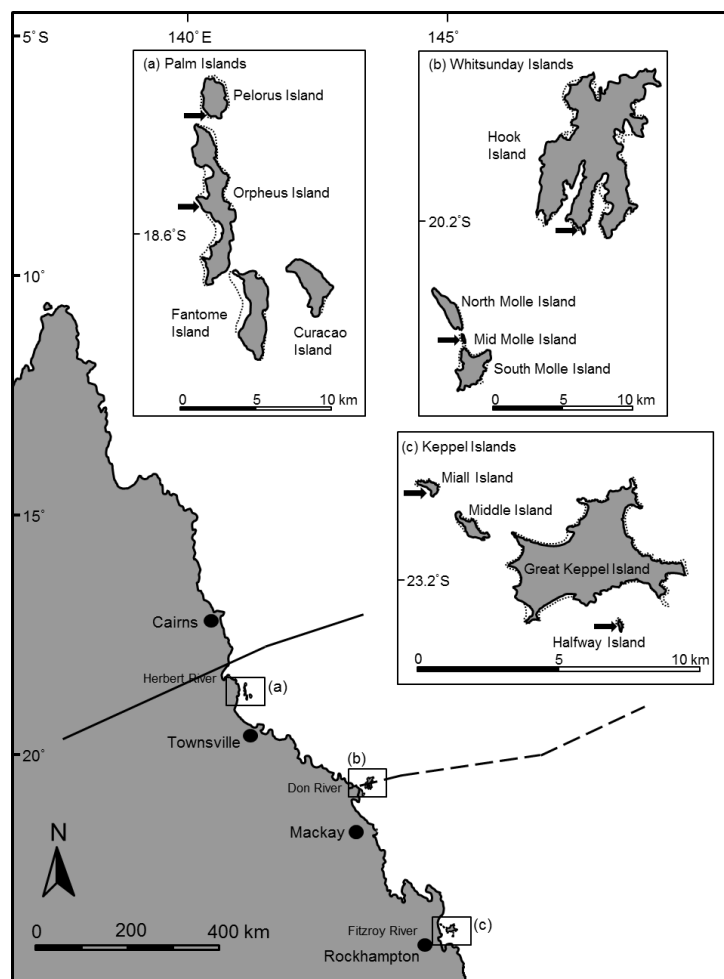 140˚E
145˚
5˚S
10˚
15˚
20˚
(a) Palm Islands
Pelorus Island
Orpheus Island
18.6˚S
Fantome
Island
Curacao
Island
0 5 10 km
(b) Whitsunday Islands
Hook
Island
20.2˚S
North Molle Island
Mid Molle Island
South Molle Island
0 5 10 km
(c) Keppel Islands
Miall Island
Middle Island
Great Keppel Island
23.2˚S
Halfway Island
0 5 10 km
Cairns
Herbert River
(a)
Townsville
(b)
Don River
Mackay
N
Fitzroy River
(c)
Rockhampton
0 200 400 km